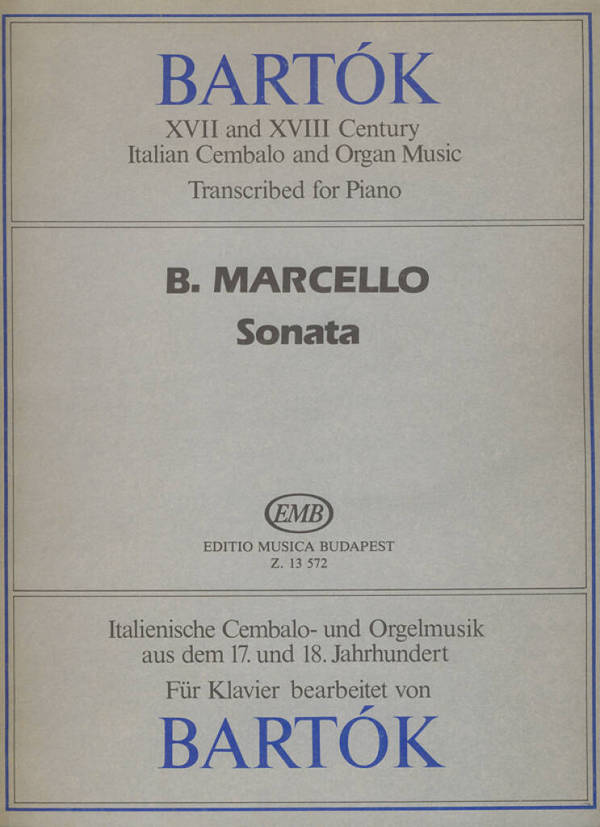 BARTÓK
XVII and XVIII Century
Italian Cembalo and Organ Music
Transcribed for Piano
B. MARCELLO
Sonata
EMB
EDITIO MUSICA BUDAPEST
Z. 13 572
Italienische Cembalo- und Orgelmusik
aus dem 17. und 18. Jahrhundert
Für Klavier bearbeitet von
BARTÓK